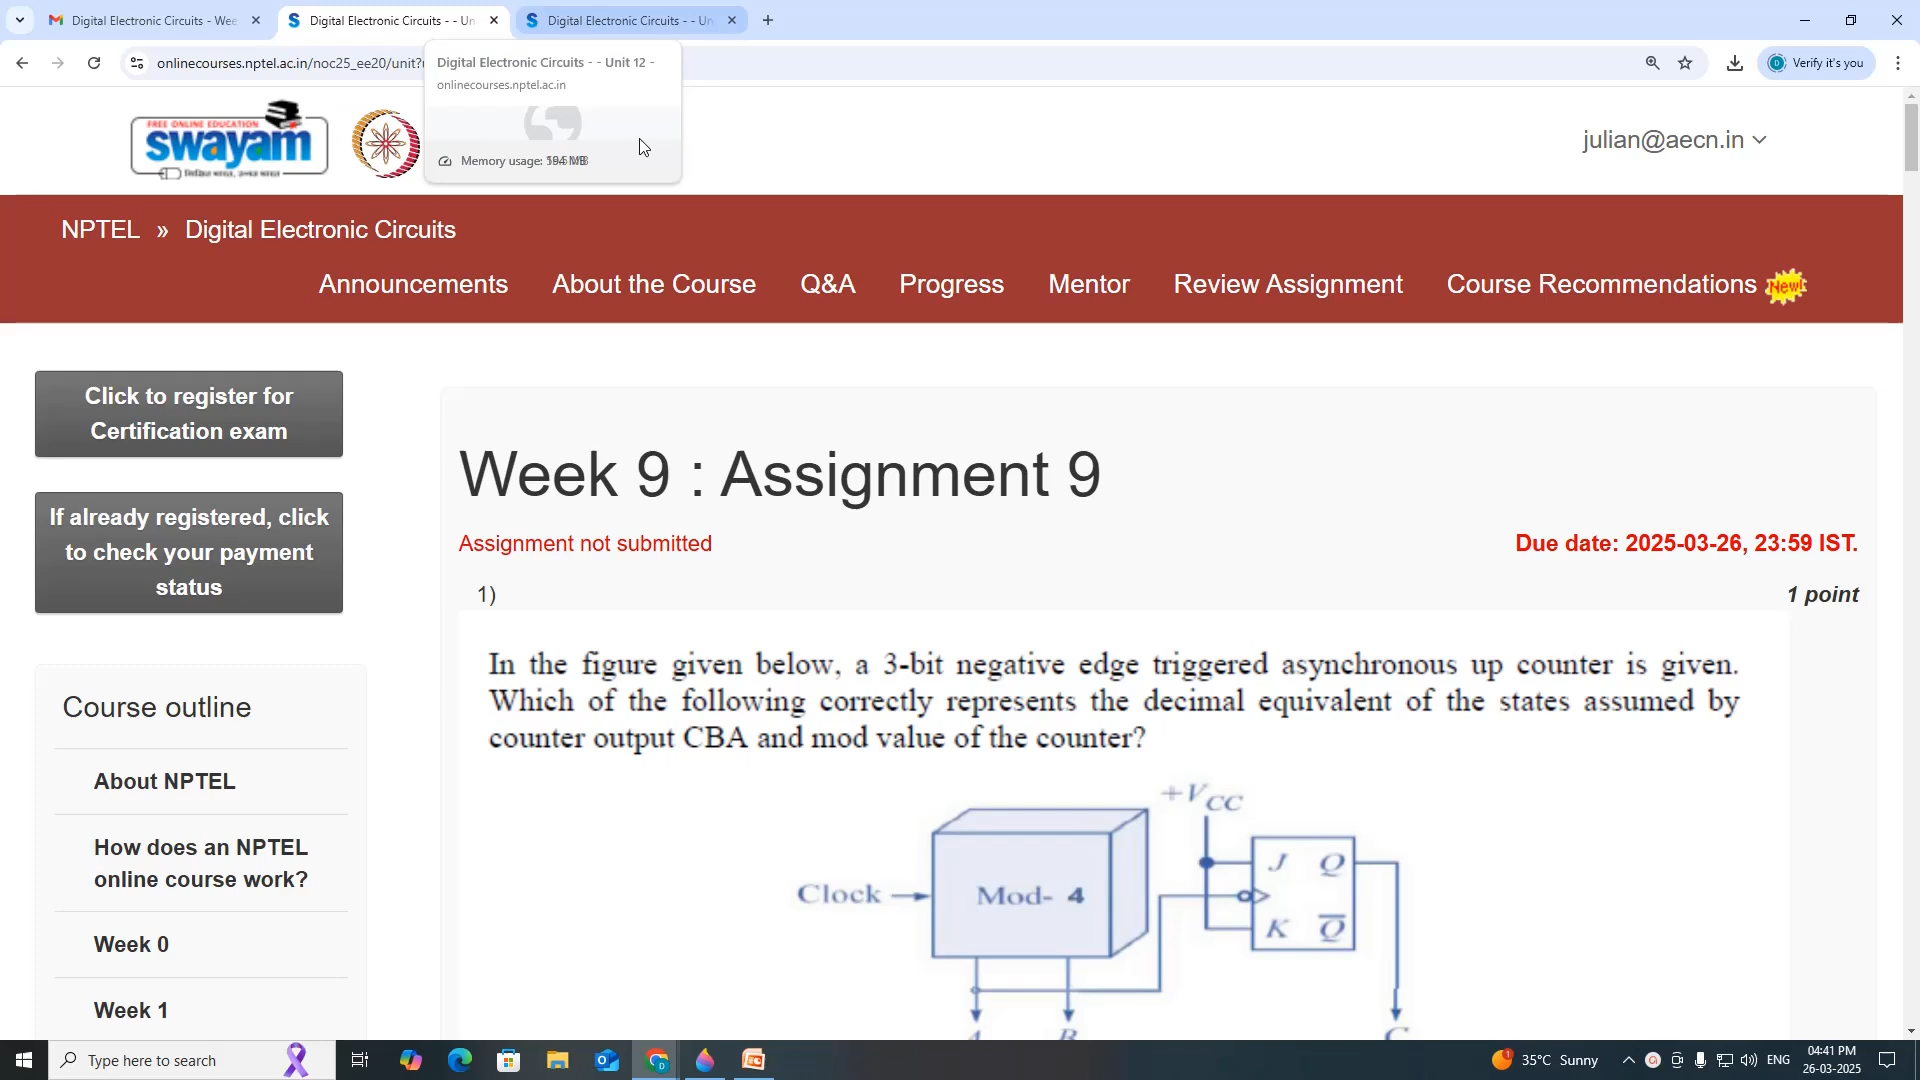 Digital Electronic Circuits - Wee
Digital Electronic Circuits - - Un
Digital Electronic Circuits - - Un
onlinecourses.nptel.ac.in/noc25_ee20/unit?
Verify it's you
Digital Electronic Circuits - - Unit 12 -
onlinecourses.nptel.ac.in
Memory usage:
FREE ONLINE EDUCATION
swayam
julian@aecn.in
NPTEL » Digital Electronic Circuits
Announcements About the Course Q&A Progress Mentor Review Assignment Course Recommendations New!
Click to register for
Certification exam
If already registered, click
to check your payment
status
Course outline
About NPTEL
How does an NPTEL
online course work?
Week 0
Week 1
Week 9 : Assignment 9
Assignment not submitted
Due date: 2025-03-26, 23:59 IST.
1)
1 point
In the figure given below, a 3-bit negative edge triggered asynchronous up counter is given.
Which of the following correctly represents the decimal equivalent of the states assumed by
counter output CBA and mod value of the counter?
+VCC
Clock
Mod- 4
J Q
K Q̅
A B C
Type here to search
35°C Sunny
ENG
04:41 PM
26-03-2025